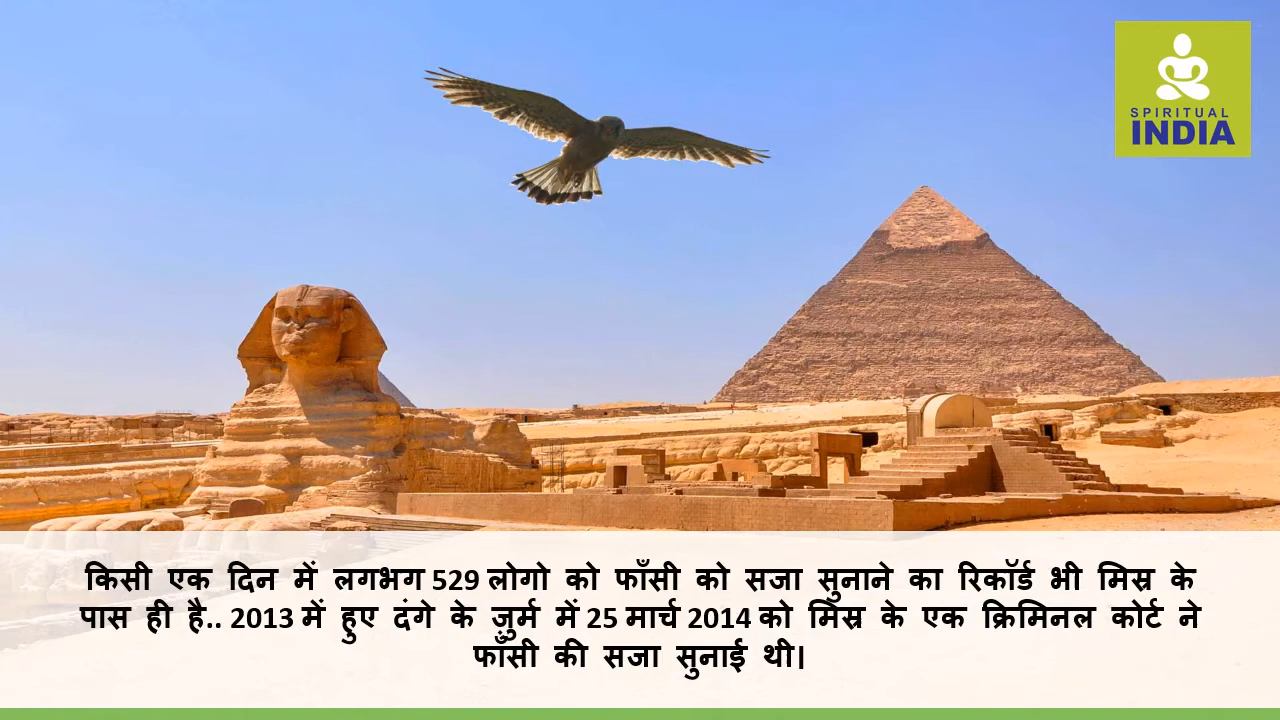 SPIRITUAL
INDIA
किसी एक दिन में लगभग 529 लोगो को फाँसी को सजा सुनाने का रिकॉर्ड भी मिस्र के
पास ही है.. 2013 में हुए दंगे के जुर्म में 25 मार्च 2014 को मिस्र के एक क्रिमिनल कोर्ट ने
फाँसी की सजा सुनाई थी।